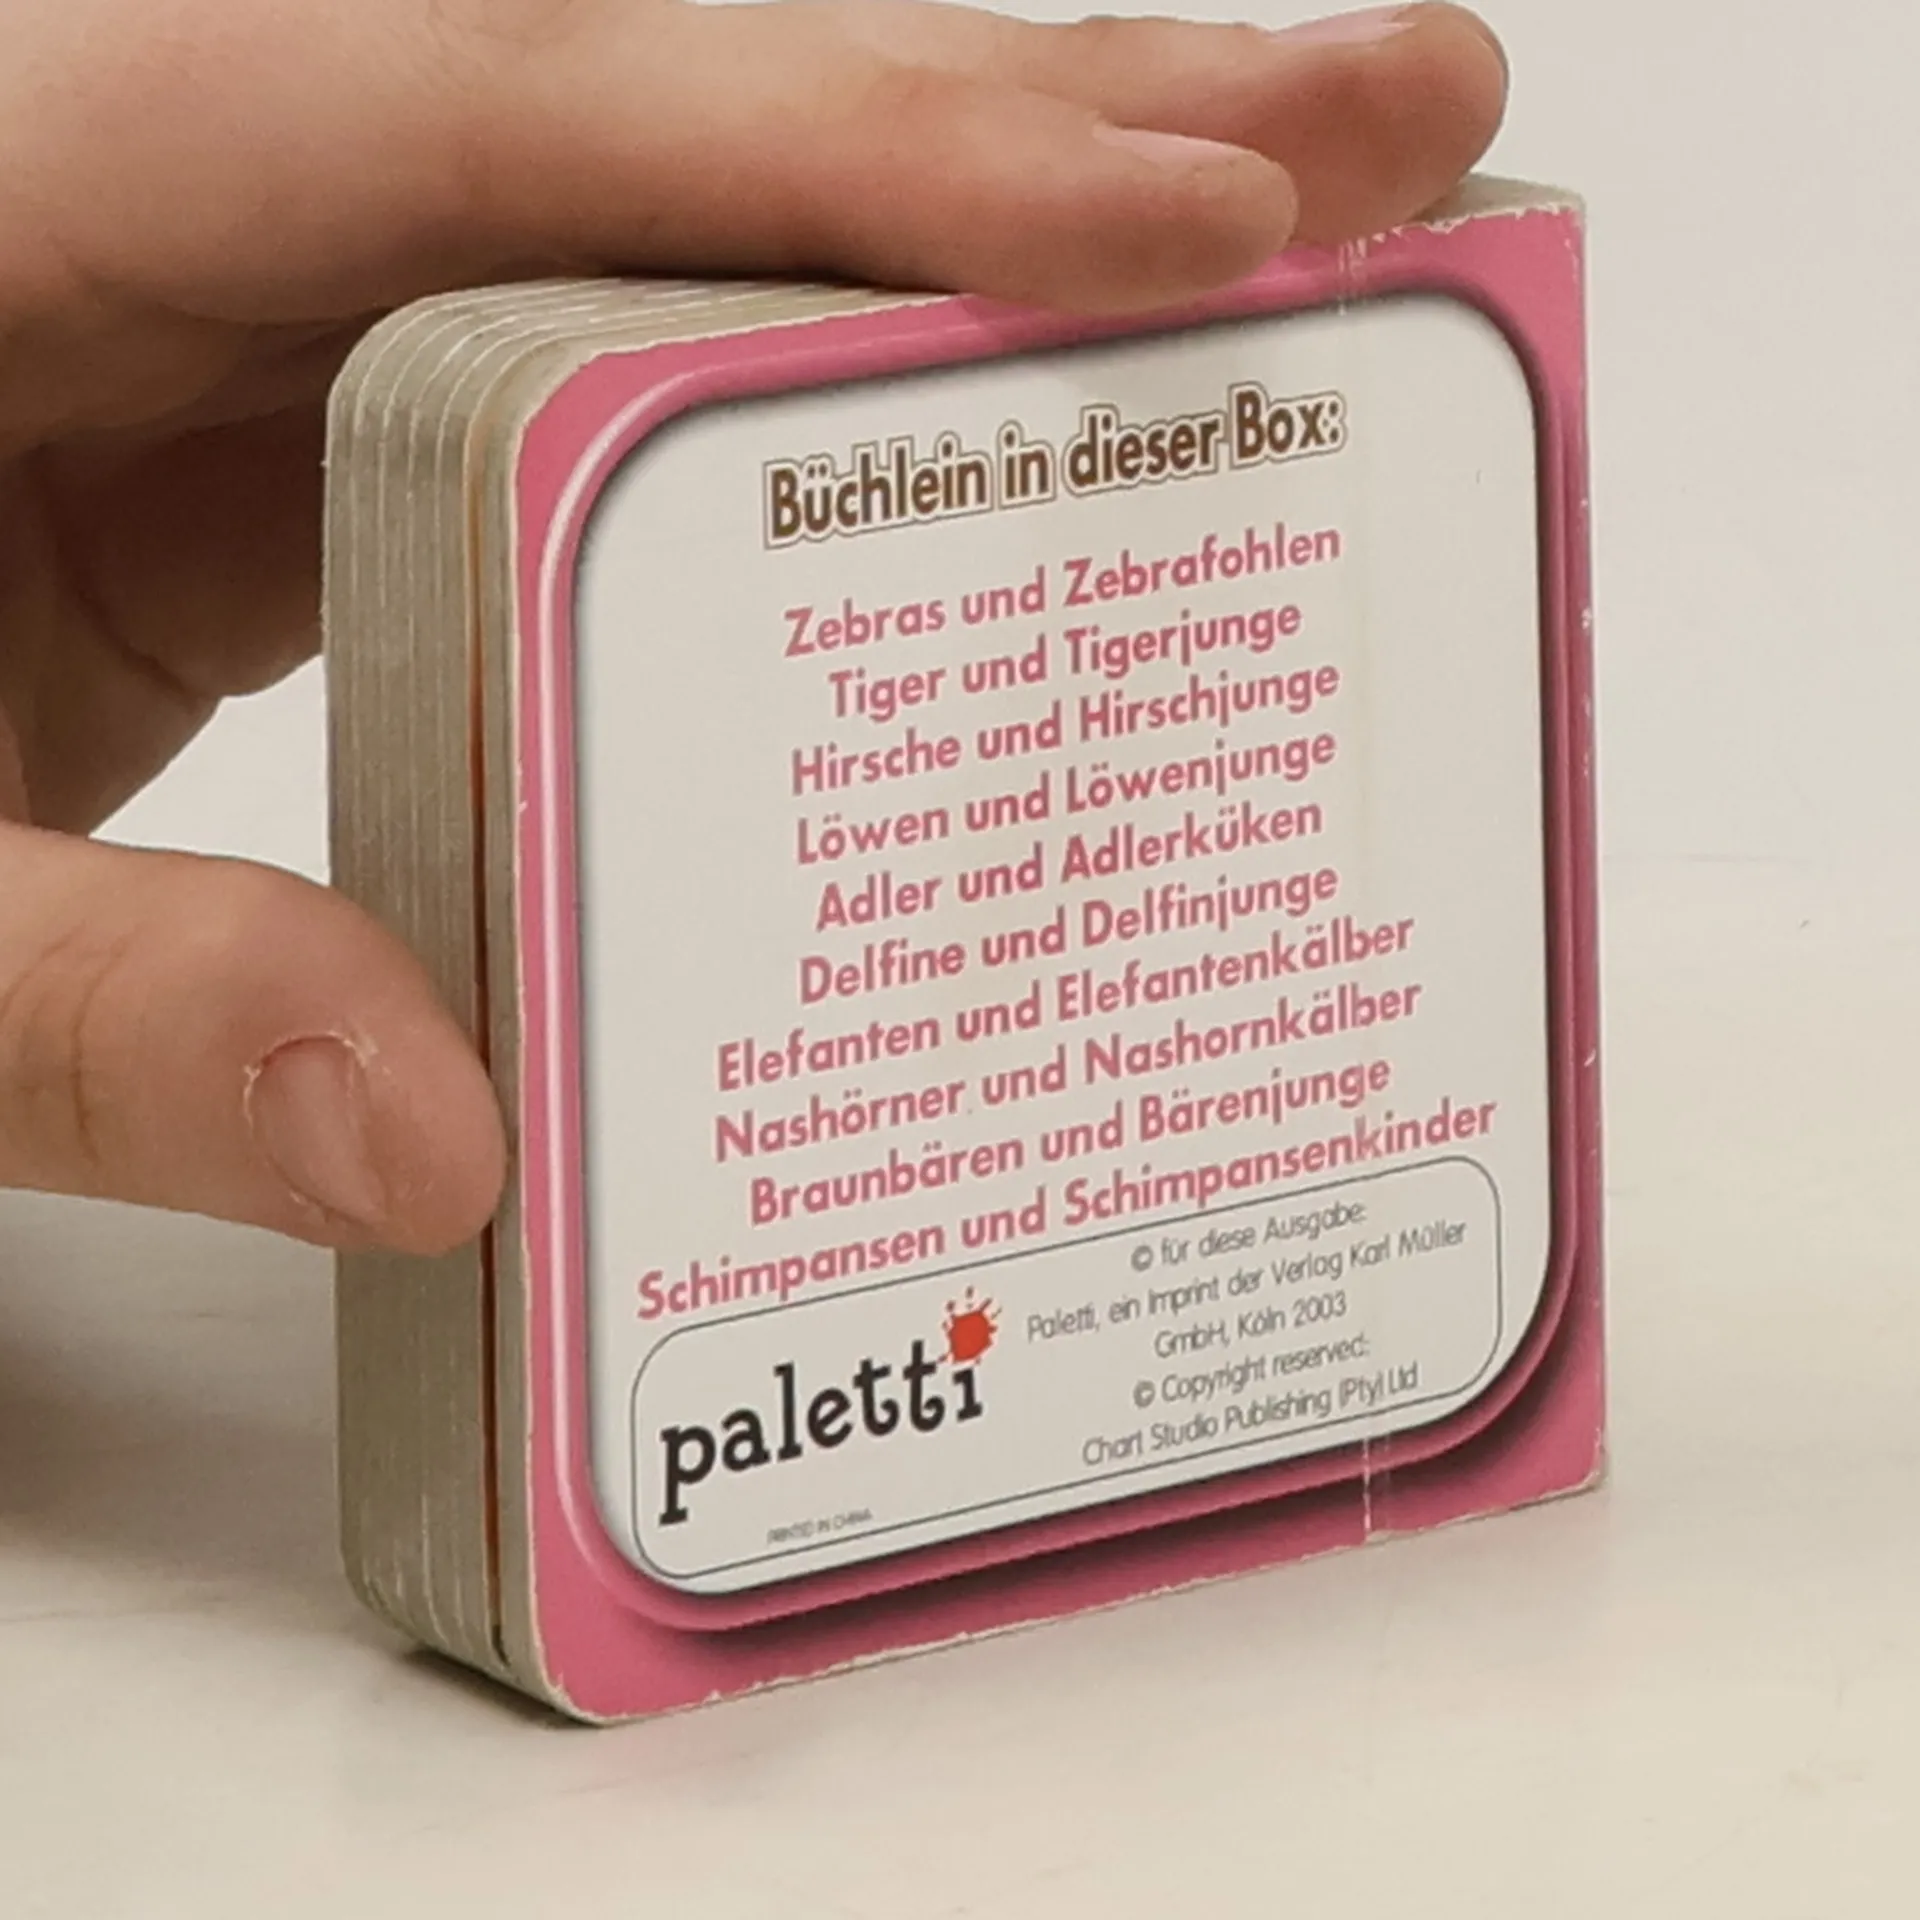 Büchlein in dieser Box:
Zebras und Zebrafohlen
Tiger und Tigerjunge
Hirsche und Hirschjunge
Löwen und Löwenjunge
Adler und Adlerküken
Delfine und Delfinjunge
Elefanten und Elefantenkälber
Nashörner und Nashornkälber
Braunbären und Bärenjunge
Schimpansen und Schimpansenkinder
paletti
© für diese Ausgabe:
Paletti, ein Imprint der Verlag Karl Müller
GmbH, Köln 2003
© Copyright reserved:
Chart Studio Publishing (Pty) Ltd
PRINTED IN CHINA